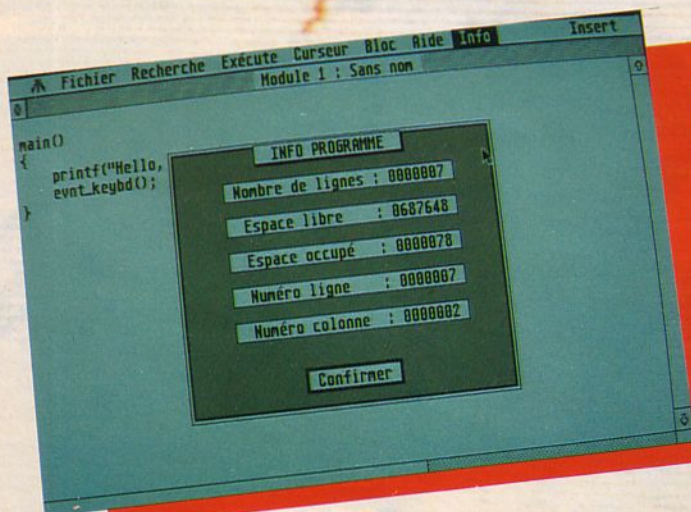 Fichier Recherche Exécute Curseur Bloc Aide Info Insert
Module 1 : Sans nom
main()
{
printf("Hello,
evnt_keybd();
}
INFO PROGRAMME
Nombre de lignes : 0000007
Espace libre : 0687648
Espace occupé : 0000078
Numéro ligne : 0000007
Numéro colonne : 0000002
Confirmer